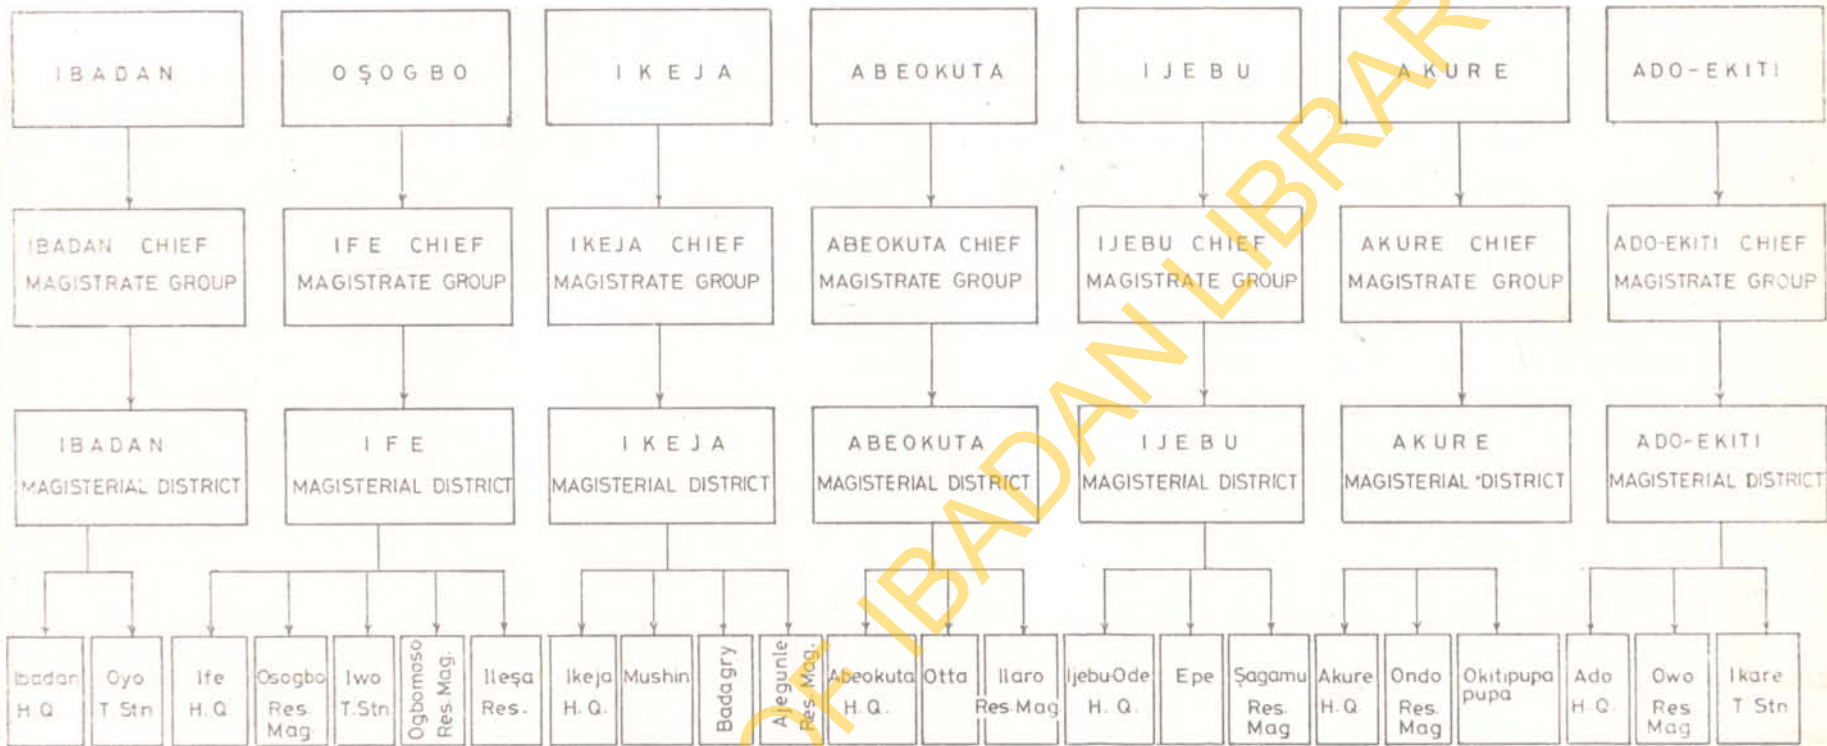 IBADAN
OṢOGBO
IKEJA
ABEOKUTA
IJEBU
AKURE
ADO-EKITI
IBADAN CHIEF
MAGISTRATE GROUP
IFE CHIEF
MAGISTRATE GROUP
IKEJA CHIEF
MAGISTRATE GROUP
ABEOKUTA CHIEF
MAGISTRATE GROUP
IJEBU CHIEF
MAGISTRATE GROUP
AKURE CHIEF
MAGISTRATE GROUP
ADO-EKITI CHIEF
MAGISTRATE GROUP
IBADAN
MAGISTERIAL DISTRICT
IFE
MAGISTERIAL DISTRICT
IKEJA
MAGISTERIAL DISTRICT
ABEOKUTA
MAGISTERIAL DISTRICT
IJEBU
MAGISTERIAL DISTRICT
AKURE
MAGISTERIAL DISTRICT
ADO-EKITI
MAGISTERIAL DISTRICT
Ibadan
H.Q.
Oyo
T. Stn
Ife
H.Q.
Osogbo
Res.
Mag.
Iwo
T.Stn
Ogbomoso
Res. Mag.
Ileṣa
Res.
Ikeja
H.Q.
Mushin
Badagry
Ajegunle
Res. Mag.
Abeokuta
H.Q.
Otta
Ilaro
Res. Mag
Ijebu-Ode
H.Q.
Epe
Ṣagamu
Res.
Mag
Akure
H.Q.
Ondo
Res.
Mag
Okitipupa
pupa
Ado
H.Q.
Owo
Res
Mag
Ikare
T Stn
OF IBADAN LIBRAR